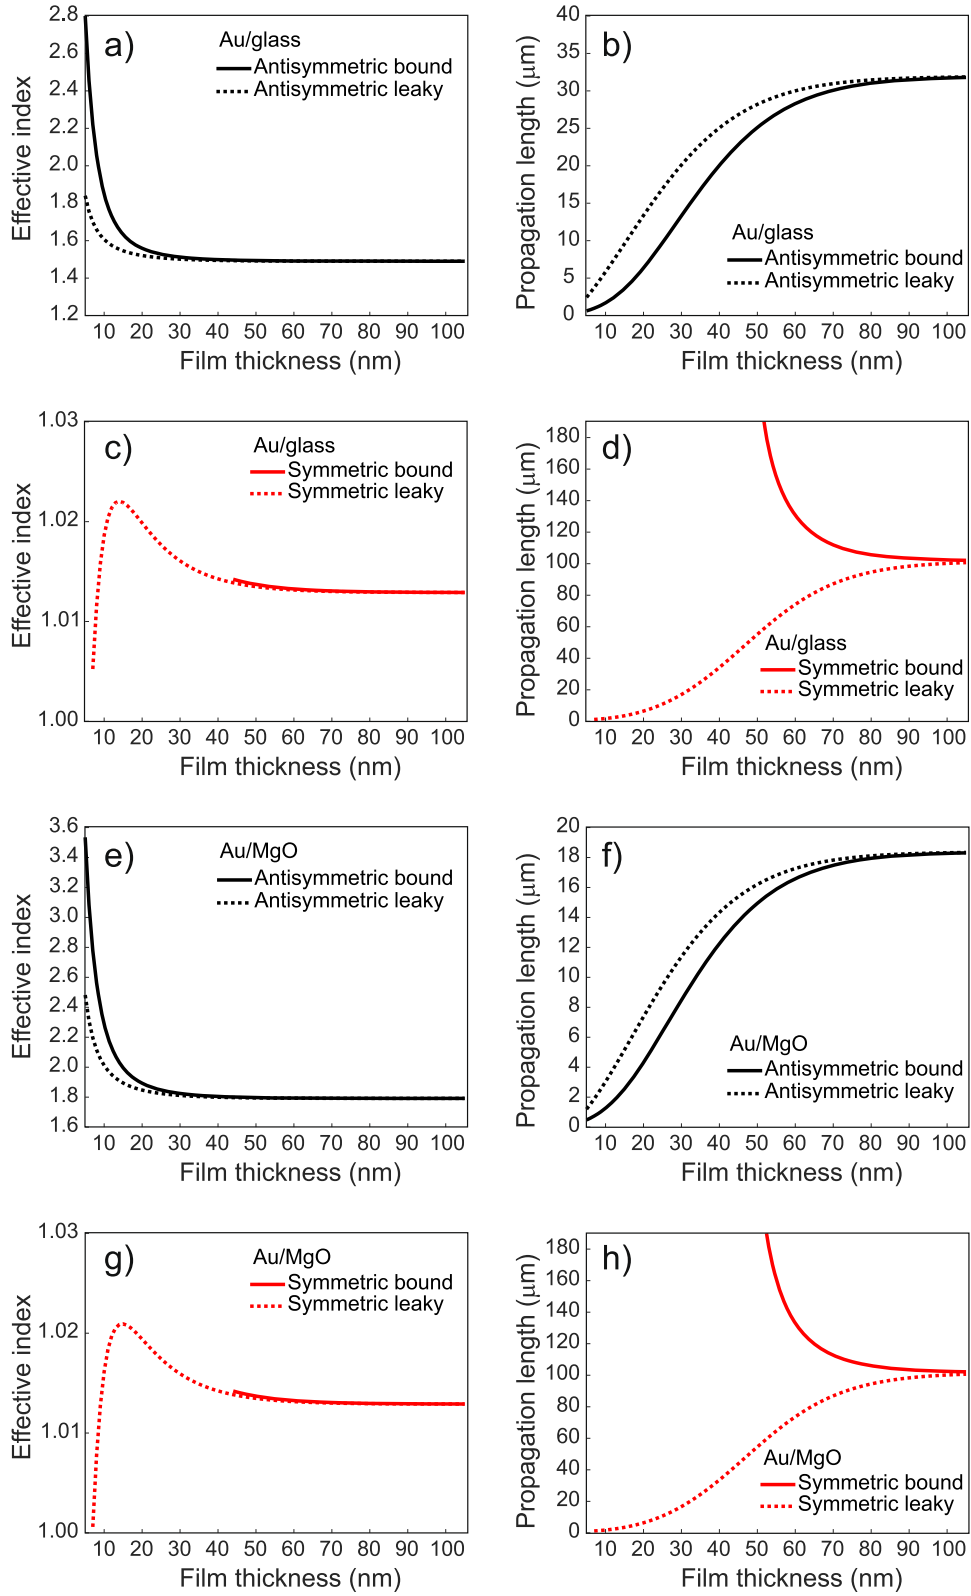 a)
Au/glass
Antisymmetric bound
Antisymmetric leaky
Effective index
2.8
2.6
2.4
2.2
2.0
1.8
1.6
1.4
1.2
10 20 30 40 50 60 70 80 90 100
Film thickness (nm)
b)
Au/glass
Antisymmetric bound
Antisymmetric leaky
Propagation length (μm)
40
35
30
25
20
15
10
5
0
10 20 30 40 50 60 70 80 90 100
Film thickness (nm)
c)
Au/glass
Symmetric bound
Symmetric leaky
Effective index
1.03
1.02
1.01
1.00
10 20 30 40 50 60 70 80 90 100
Film thickness (nm)
d)
Au/glass
Symmetric bound
Symmetric leaky
Propagation length (μm)
180
160
140
120
100
80
60
40
20
0
10 20 30 40 50 60 70 80 90 100
Film thickness (nm)
e)
Au/MgO
Antisymmetric bound
Antisymmetric leaky
Effective index
3.6
3.4
3.2
3.0
2.8
2.6
2.4
2.2
2.0
1.8
1.6
10 20 30 40 50 60 70 80 90 100
Film thickness (nm)
f)
Au/MgO
Antisymmetric bound
Antisymmetric leaky
Propagation length (μm)
20
18
16
14
12
10
8
6
4
2
0
10 20 30 40 50 60 70 80 90 100
Film thickness (nm)
g)
Au/MgO
Symmetric bound
Symmetric leaky
Effective index
1.03
1.02
1.01
1.00
10 20 30 40 50 60 70 80 90 100
Film thickness (nm)
h)
Au/MgO
Symmetric bound
Symmetric leaky
Propagation length (μm)
180
160
140
120
100
80
60
40
20
0
10 20 30 40 50 60 70 80 90 100
Film thickness (nm)